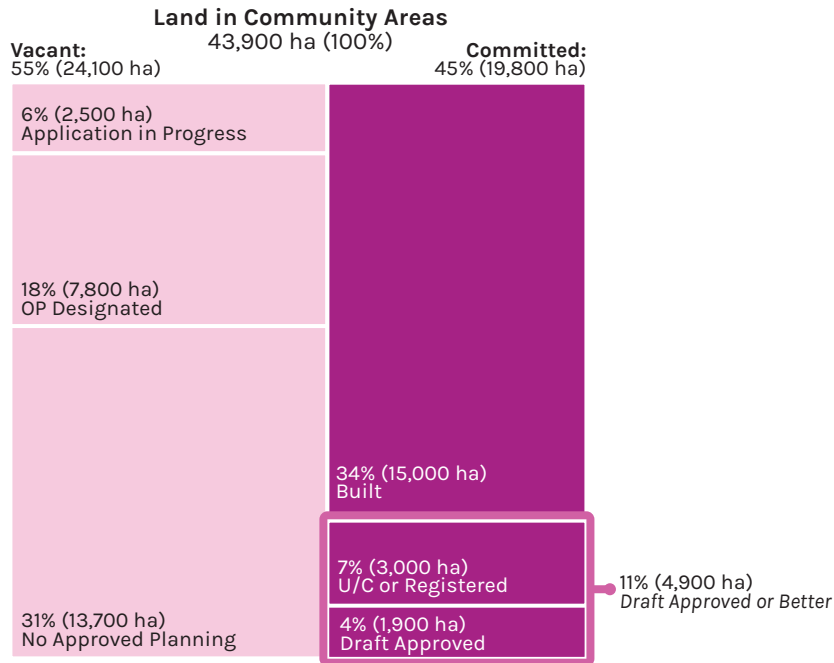 Land in Community Areas
43,900 ha (100%)
Vacant:
55% (24,100 ha)
Committed:
45% (19,800 ha)
6% (2,500 ha)
Application in Progress
18% (7,800 ha)
OP Designated
31% (13,700 ha)
No Approved Planning
34% (15,000 ha)
Built
7% (3,000 ha)
U/C or Registered
4% (1,900 ha)
Draft Approved
11% (4,900 ha)
Draft Approved or Better